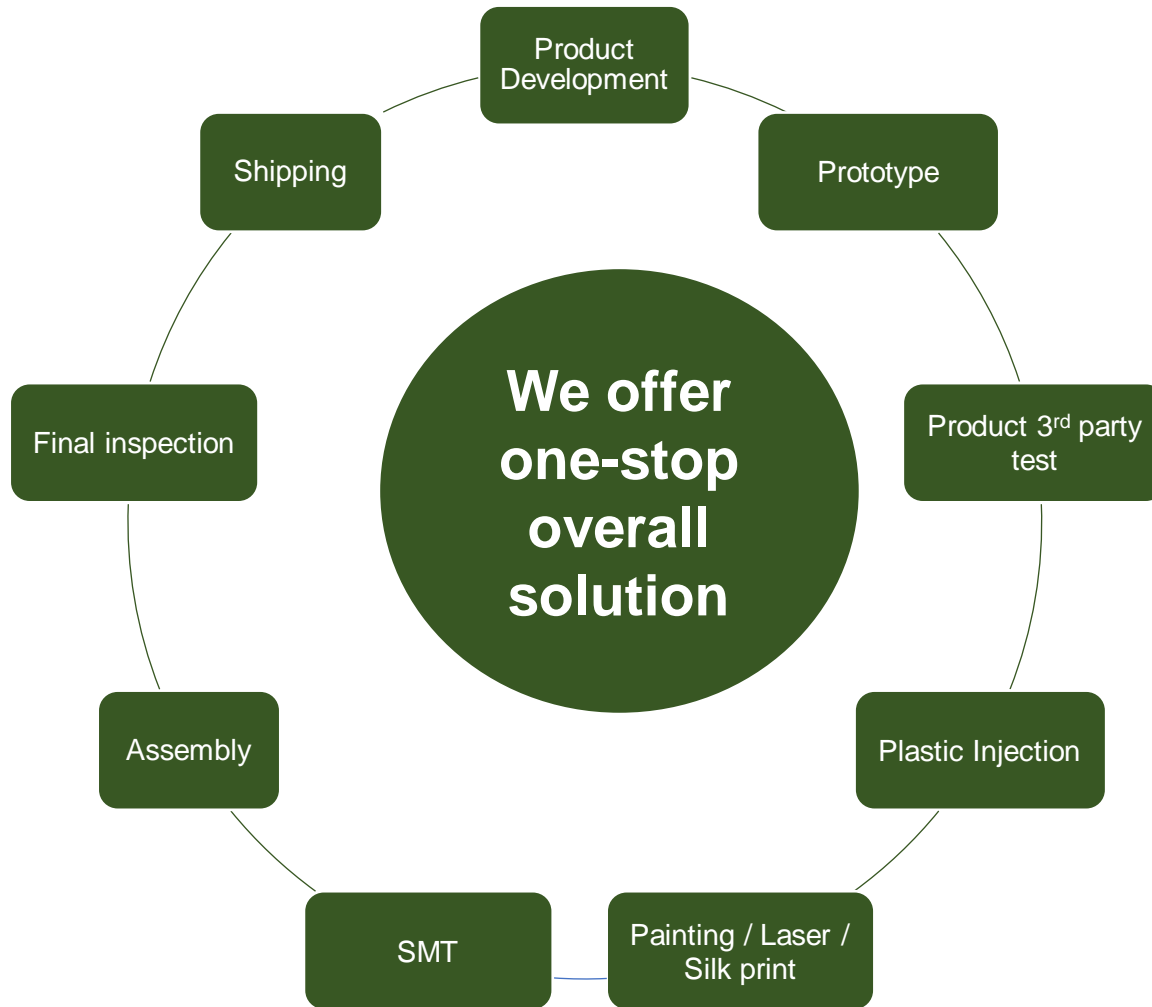 Product
Development
Prototype
Product 3rd party
test
Plastic Injection
Painting / Laser /
Silk print
SMT
Assembly
Final inspection
Shipping
We offer
one-stop
overall
solution